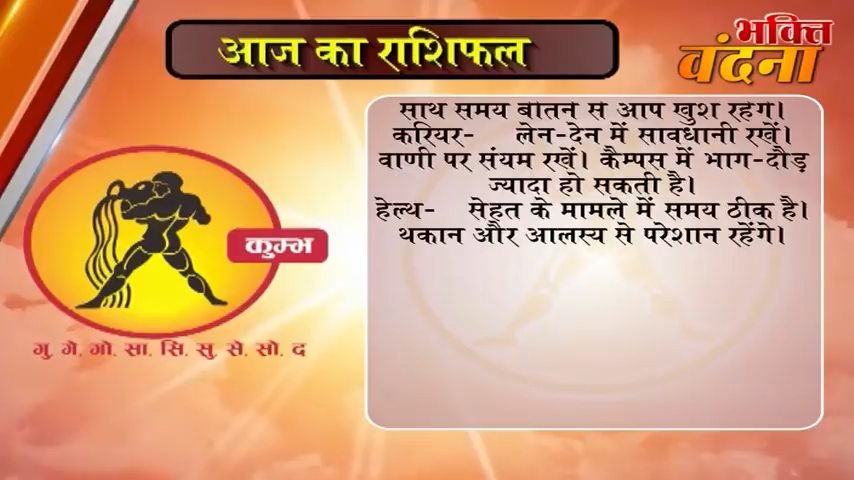 आज का राशिफल
भक्ति
वंदना
साथ समय बीतने से आप खुश रहेंगे।
करियर- लेन-देन में सावधानी रखें।
वाणी पर संयम रखें। कैम्पस में भाग-दौड़
ज्यादा हो सकती है।
हेल्थ- सेहत के मामले में समय ठीक है।
थकान और आलस्य से परेशान रहेंगे।
कुम्भ
गु, गे, गो, सा, सि, सु, से, सो, द